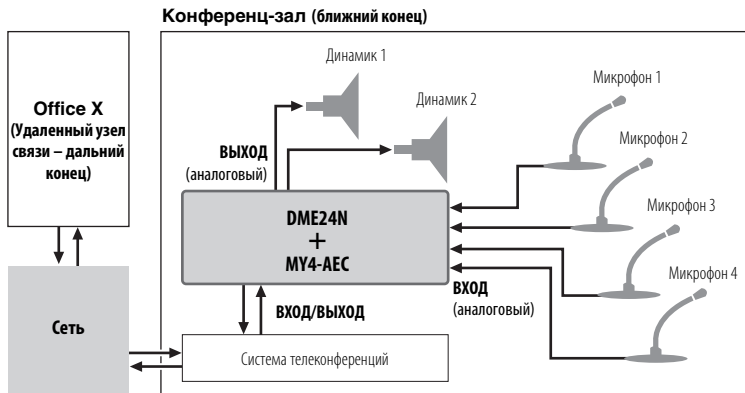 Конференц-зал (ближний конец)
Office X
(Удаленный узел
связи – дальний
конец)
Динамик 1
Динамик 2
Микрофон 1
Микрофон 2
Микрофон 3
Микрофон 4
ВЫХОД
(аналоговый)
DME24N
+
MY4-AEC
ВХОД
(аналоговый)
ВХОД/ВЫХОД
Сеть
Система телеконференций